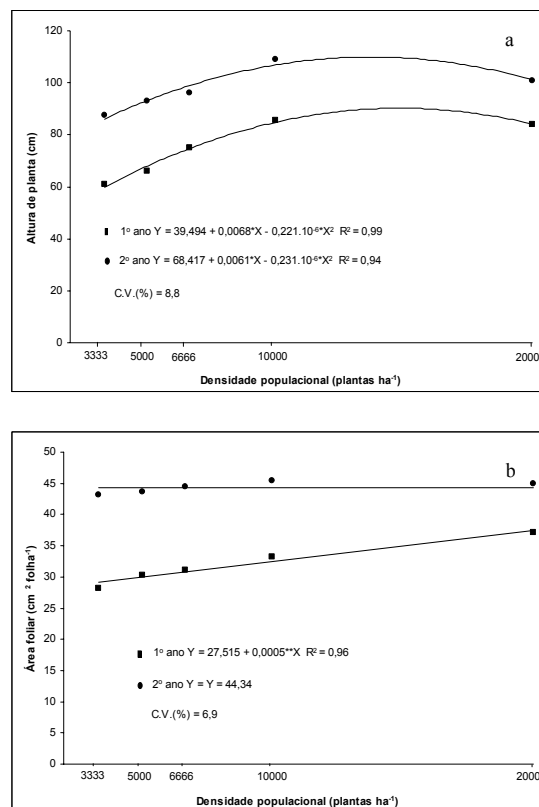 a
120
100
80
60
40
20
0
Altura de planta (cm)
1º ano Y = 39,494 + 0,0068*X - 0,221.10⁻⁶*X² R² = 0,99
2º ano Y = 68,417 + 0,0061*X - 0,231.10⁻⁶*X² R² = 0,94
C.V.(%) = 8,8
3333 5000 6666 10000 2000
Densidade populacional (plantas ha⁻¹)
b
50
45
40
35
30
25
20
15
10
5
0
Área foliar (cm² folha⁻¹)
1º ano Y = 27,515 + 0,0005**X R² = 0,96
2º ano Y = Y = 44,34
C.V.(%) = 6,9
3333 5000 6666 10000 2000
Densidade populacional (plantas ha⁻¹)